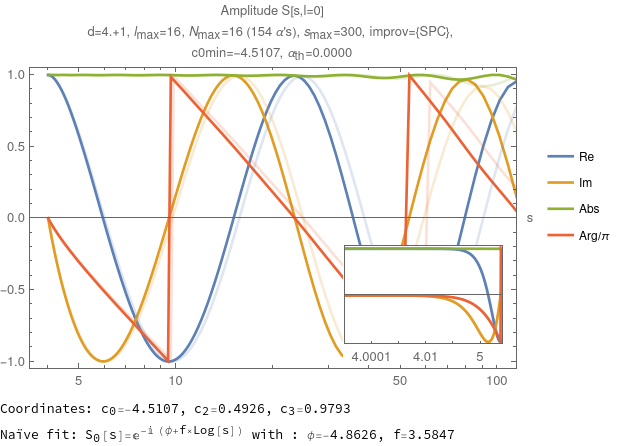 Amplitude S[s,l=0]
d=4.+1, lmax=16, Nmax=16 (154 α's), smax=300, improv={SPC},
c0min=-4.5107, αth=0.0000
1.0
0.5
0.0
-0.5
-1.0
5
10
50
100
s
Re
Im
Abs
Arg/π
4.0001
4.01
5
Coordinates: c0=-4.5107, c2=0.4926, c3=0.9793
Naïve fit: S0[s]=e^-i (ϕ+f×Log[s]) with : ϕ=-4.8626, f=3.5847